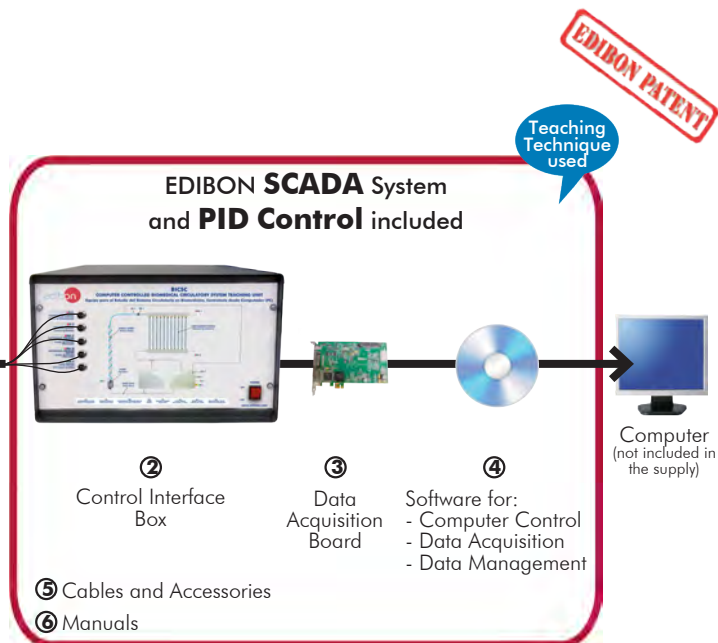 EDIBON PATENT
Teaching
Technique
used
EDIBON SCADA System
and PID Control included
BICSC
COMPUTER CONTROLLED BIOMEDICAL CIRCULATORY SYSTEM TEACHING UNIT
②
Control Interface
Box
③
Data
Acquisition
Board
④
Software for:
- Computer Control
- Data Acquisition
- Data Management
Computer
(not included in
the supply)
⑤ Cables and Accessories
⑥ Manuals